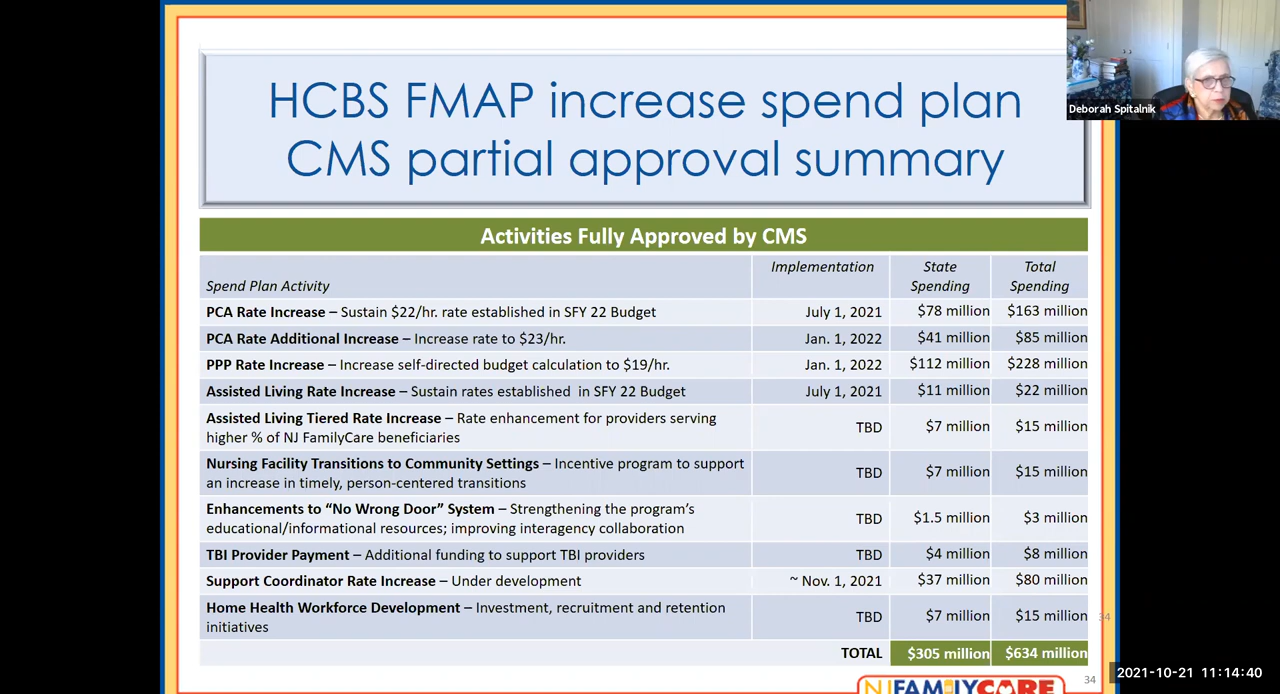 HCBS FMAP increase spend plan
CMS partial approval summary
Deborah Spitalnik
Activities Fully Approved by CMS
Spend Plan Activity Implementation State Spending Total Spending
PCA Rate Increase – Sustain $22/hr. rate established in SFY 22 Budget July 1, 2021 $78 million $163 million
PCA Rate Additional Increase – Increase rate to $23/hr. Jan. 1, 2022 $41 million $85 million
PPP Rate Increase – Increase self-directed budget calculation to $19/hr. Jan. 1, 2022 $112 million $228 million
Assisted Living Rate Increase – Sustain rates established in SFY 22 Budget July 1, 2021 $11 million $22 million
Assisted Living Tiered Rate Increase – Rate enhancement for providers serving
higher % of NJ FamilyCare beneficiaries TBD $7 million $15 million
Nursing Facility Transitions to Community Settings – Incentive program to support
an increase in timely, person-centered transitions TBD $7 million $15 million
Enhancements to “No Wrong Door” System – Strengthening the program’s
educational/informational resources; improving interagency collaboration TBD $1.5 million $3 million
TBI Provider Payment – Additional funding to support TBI providers TBD $4 million $8 million
Support Coordinator Rate Increase – Under development ~ Nov. 1, 2021 $37 million $80 million
Home Health Workforce Development – Investment, recruitment and retention
initiatives TBD $7 million $15 million
34
TOTAL $305 million $634 million
34
2021-10-21 11:14:40
NJFAMILYCARE